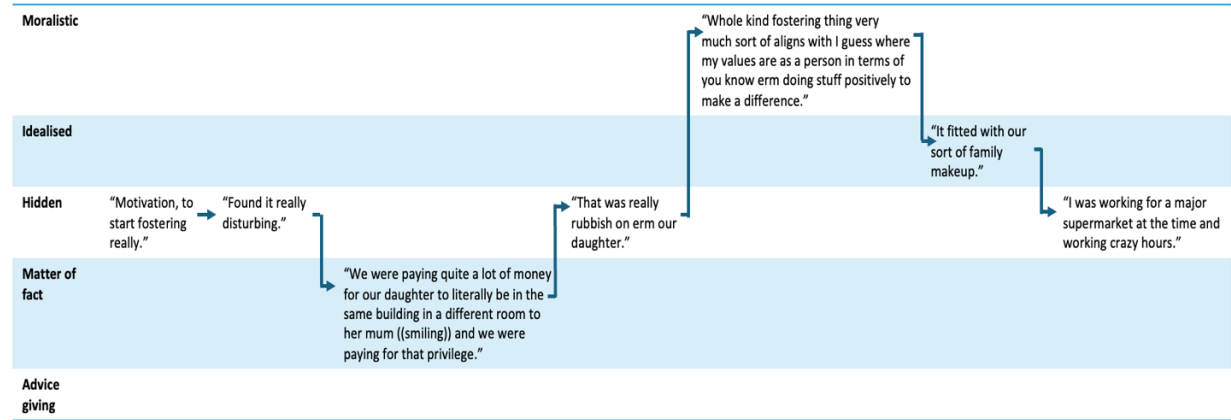 Moralistic
“Whole kind fostering thing very
much sort of aligns with I guess where
my values are as a person in terms of
you know erm doing stuff positively to
make a difference.”
Idealised
“It fitted with our
sort of family
makeup.”
Hidden
“Motivation, to
start fostering
really.”
“Found it really
disturbing.”
“That was really
rubbish on erm our
daughter.”
“I was working for a major
supermarket at the time and
working crazy hours.”
Matter of
fact
“We were paying quite a lot of money
for our daughter to literally be in the
same building in a different room to
her mum ((smiling)) and we were
paying for that privilege.”
Advice
giving